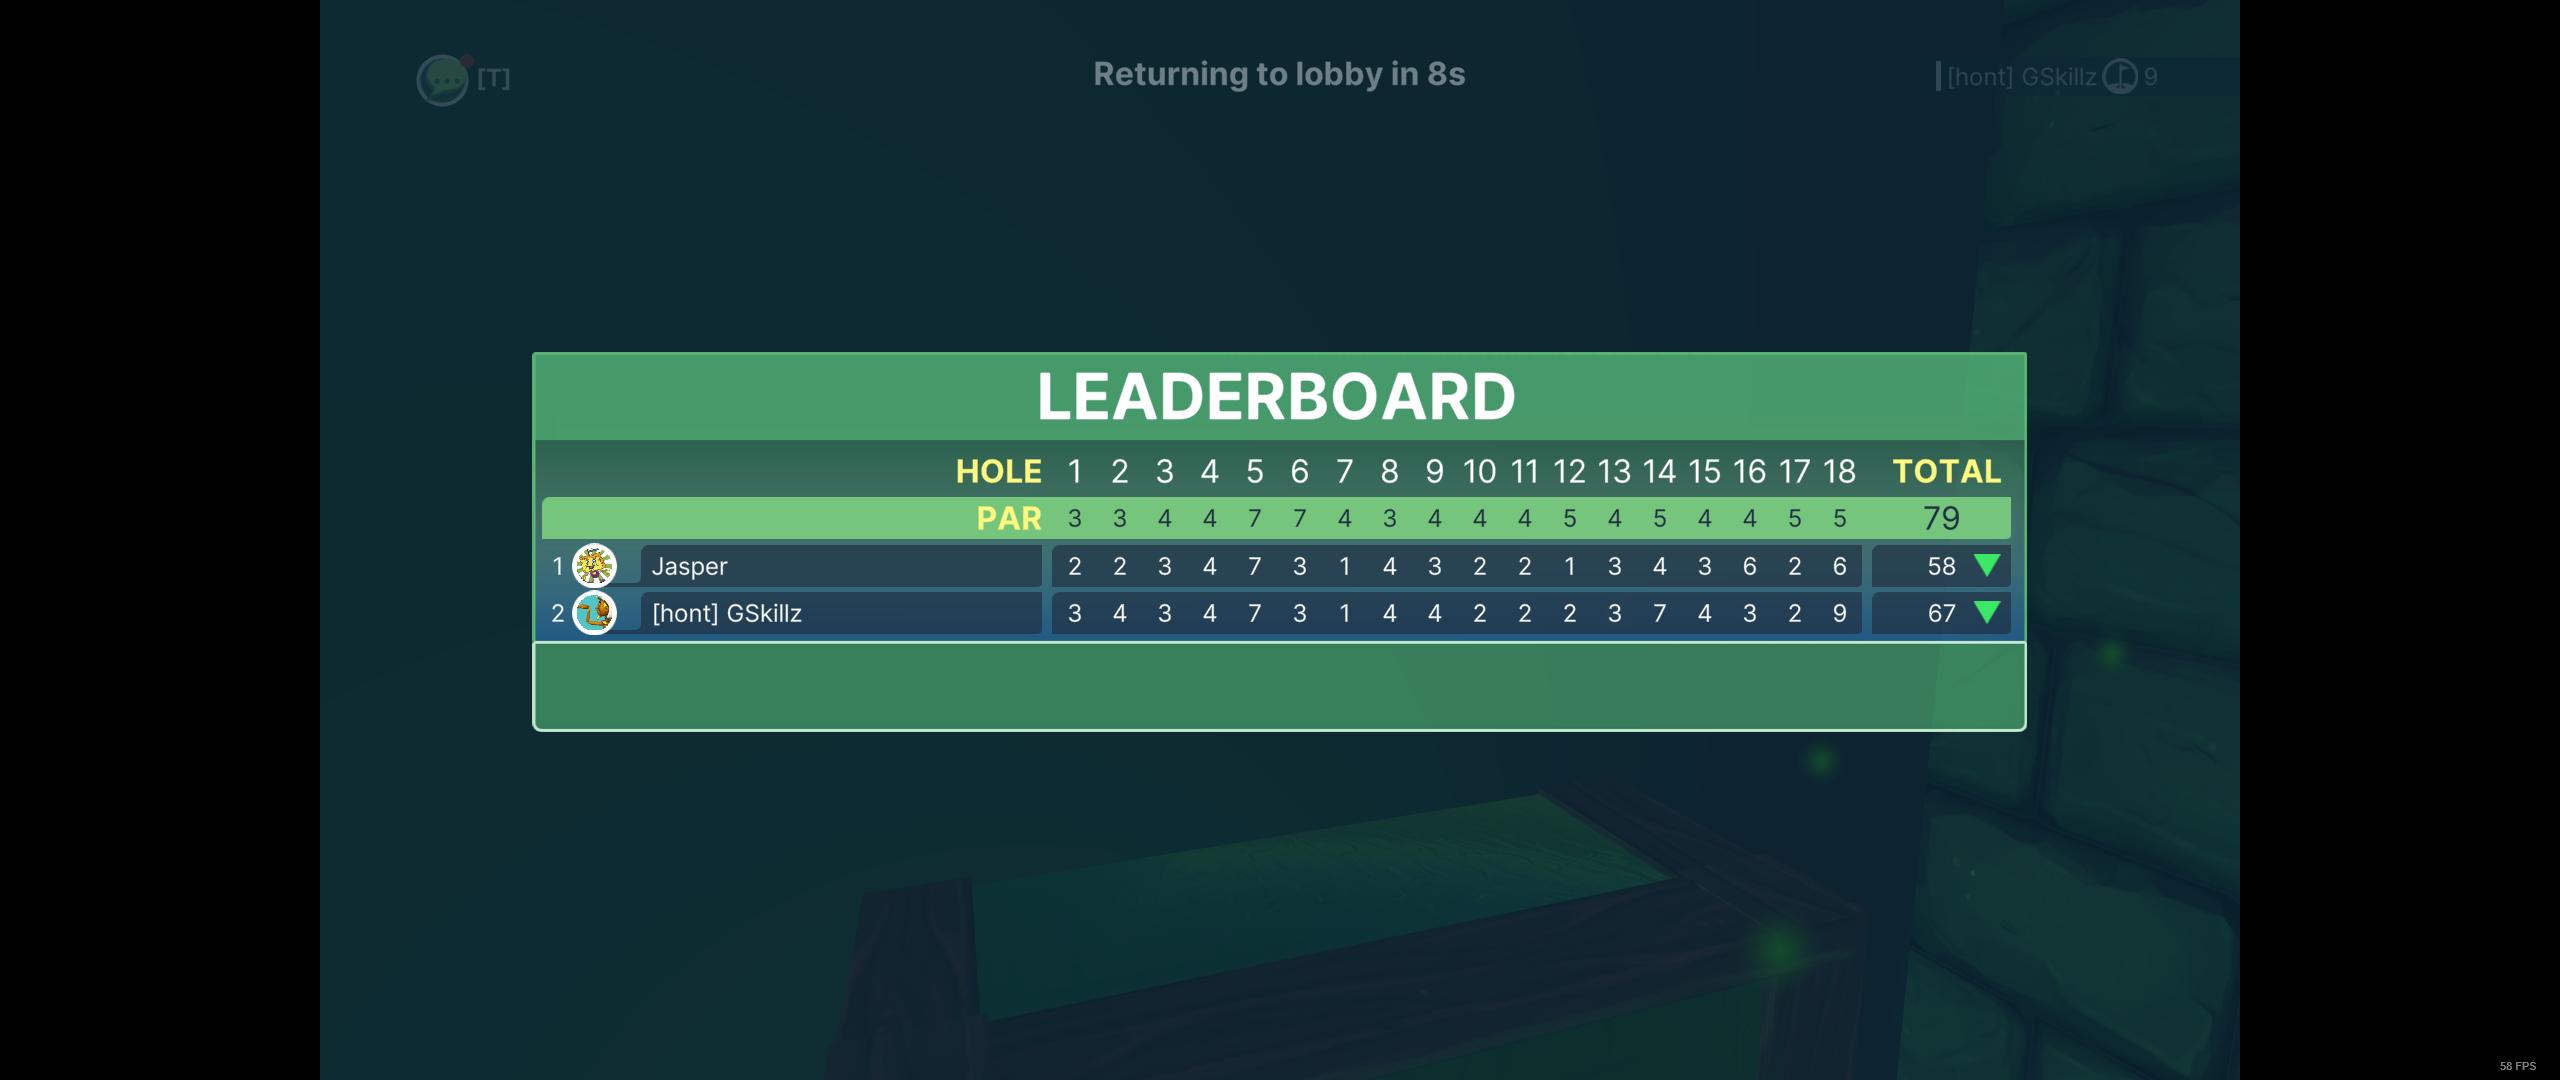 [T]
Returning to lobby in 8s
[hont] GSkillz 9
LEADERBOARD
HOLE 1 2 3 4 5 6 7 8 9 10 11 12 13 14 15 16 17 18 TOTAL
PAR 3 3 4 4 7 7 4 3 4 4 4 5 4 5 4 4 5 5 79
1 Jasper 2 2 3 4 7 3 1 4 3 2 2 1 3 4 3 6 2 6 58
2 [hont] GSkillz 3 4 3 4 7 3 1 4 4 2 2 2 3 7 4 3 2 9 67
58 FPS